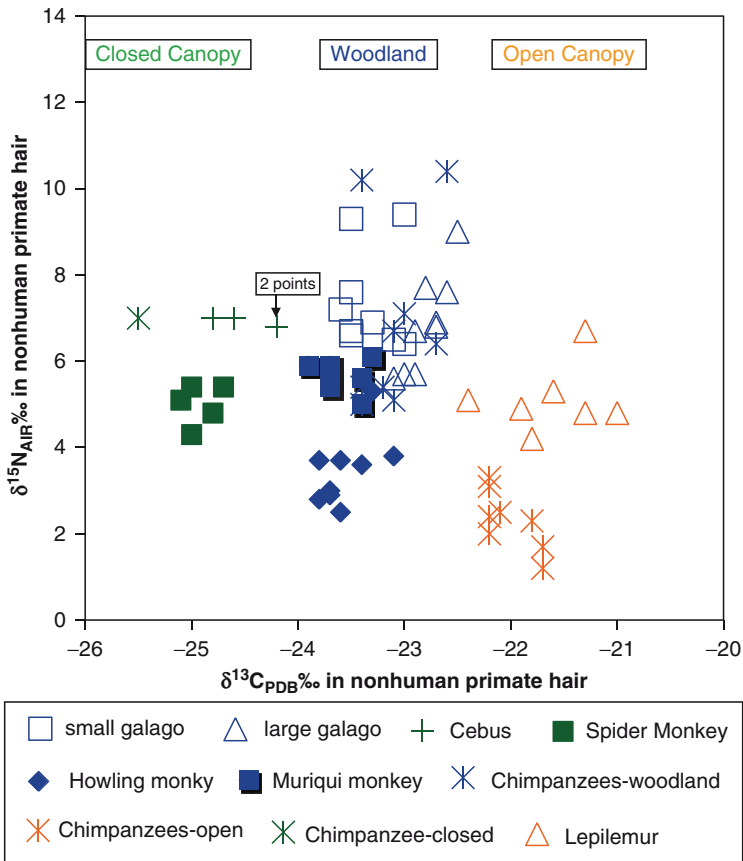 14
Closed Canopy Woodland Open Canopy
12
10
8
2 points
6
4
2
0
–26 –25 –24 –23 –22 –21 –20
δ15NAIR‰ in nonhuman primate hair
δ13CPDB‰ in nonhuman primate hair
small galago large galago Cebus Spider Monkey
Howling monky Muriqui monkey Chimpanzees-woodland
Chimpanzees-open Chimpanzee-closed Lepilemur